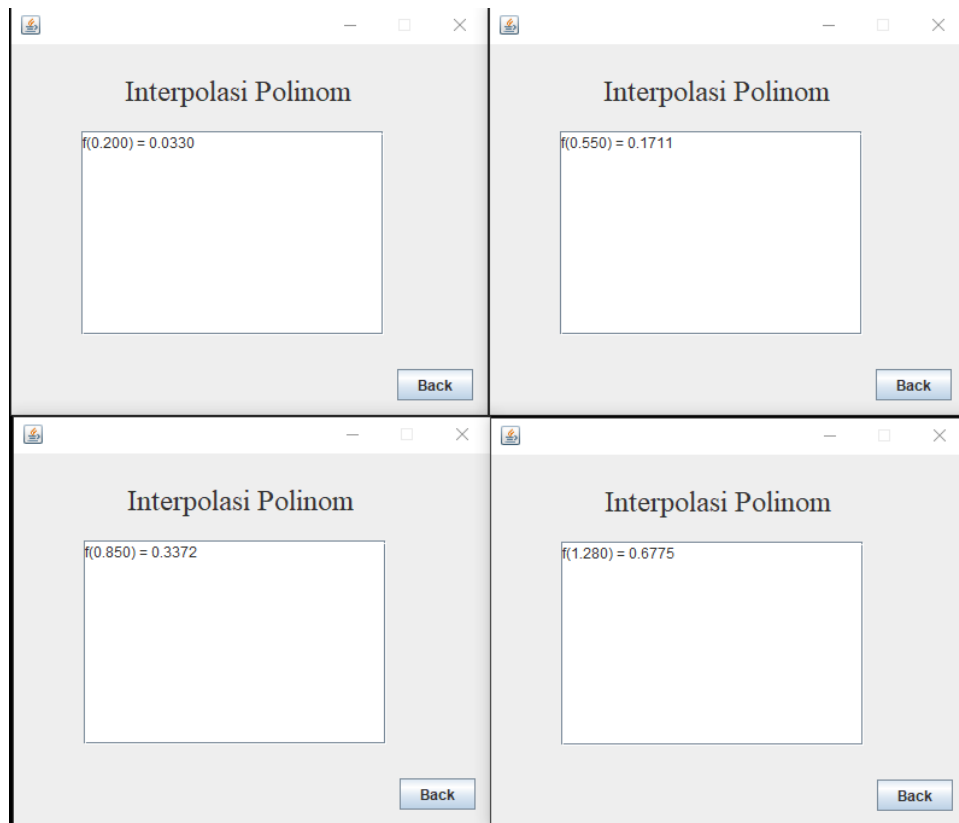 Interpolasi Polinom
f(0.200) = 0.0330
Back
Interpolasi Polinom
f(0.550) = 0.1711
Back
Interpolasi Polinom
f(0.850) = 0.3372
Back
Interpolasi Polinom
f(1.280) = 0.6775
Back